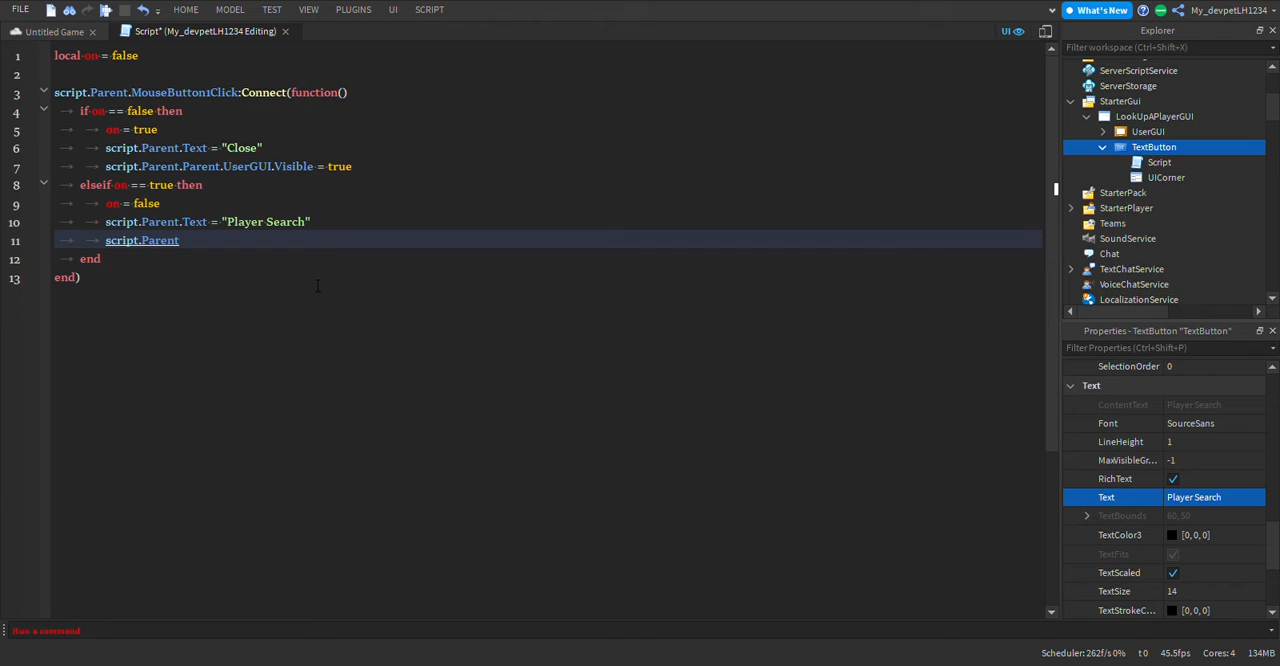 FILE HOME MODEL TEST VIEW PLUGINS UI SCRIPT What's New My_devpetLH1234
Untitled Game Script* (My_devpetLH1234 Editing) UI Explorer
Filter workspace (Ctrl+Shift+X)
1 local on = false
2
3 script.Parent.MouseButton1Click:Connect(function()
4 if on == false then
5 on = true
6 script.Parent.Text = "Close"
7 script.Parent.Parent.UserGUI.Visible = true
8 elseif on == true then
9 on = false
10 script.Parent.Text = "Player Search"
11 script.Parent
12 end
13 end)
ServerScriptService
ServerStorage
StarterGui
LookUpAPlayerGUI
UserGUI
TextButton
Script
UICorner
StarterPack
StarterPlayer
Teams
SoundService
Chat
TextChatService
VoiceChatService
LocalizationService
Properties - TextButton "TextButton"
Filter Properties (Ctrl+Shift+P)
SelectionOrder 0
Text
ContentText Player Search
Font SourceSans
LineHeight 1
MaxVisibleGr... -1
RichText
Text Player Search
TextBounds 60, 50
TextColor3 [0, 0, 0]
TextFits
TextScaled
TextSize 14
TextStrokeC... [0, 0, 0]
Run a command
Scheduler: 262f/s 0% t:0 45.5fps Cores: 4 134MB